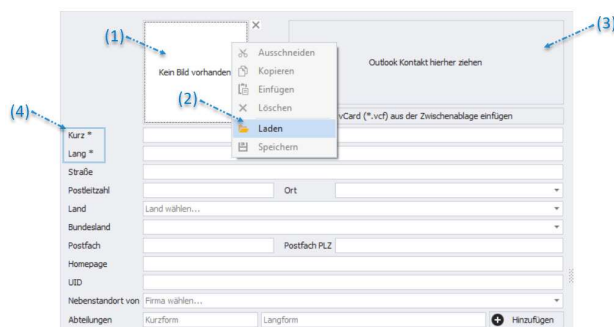 (1)
(3)
Kein Bild vorhanden
Ausschneiden
Kopieren
Einfügen
Löschen
Laden
Speichern
Outlook Kontakt hierher ziehen
(2)
vCard (*.vcf) aus der Zwischenablage einfügen
(4)
Kurz *
Lang *
Straße
Postleitzahl Ort
Land Land wählen...
Bundesland
Postfach Postfach PLZ
Homepage
UID
Nebenstandort von Firma wählen...
Abteilungen Kurzform Langform Hinzufügen